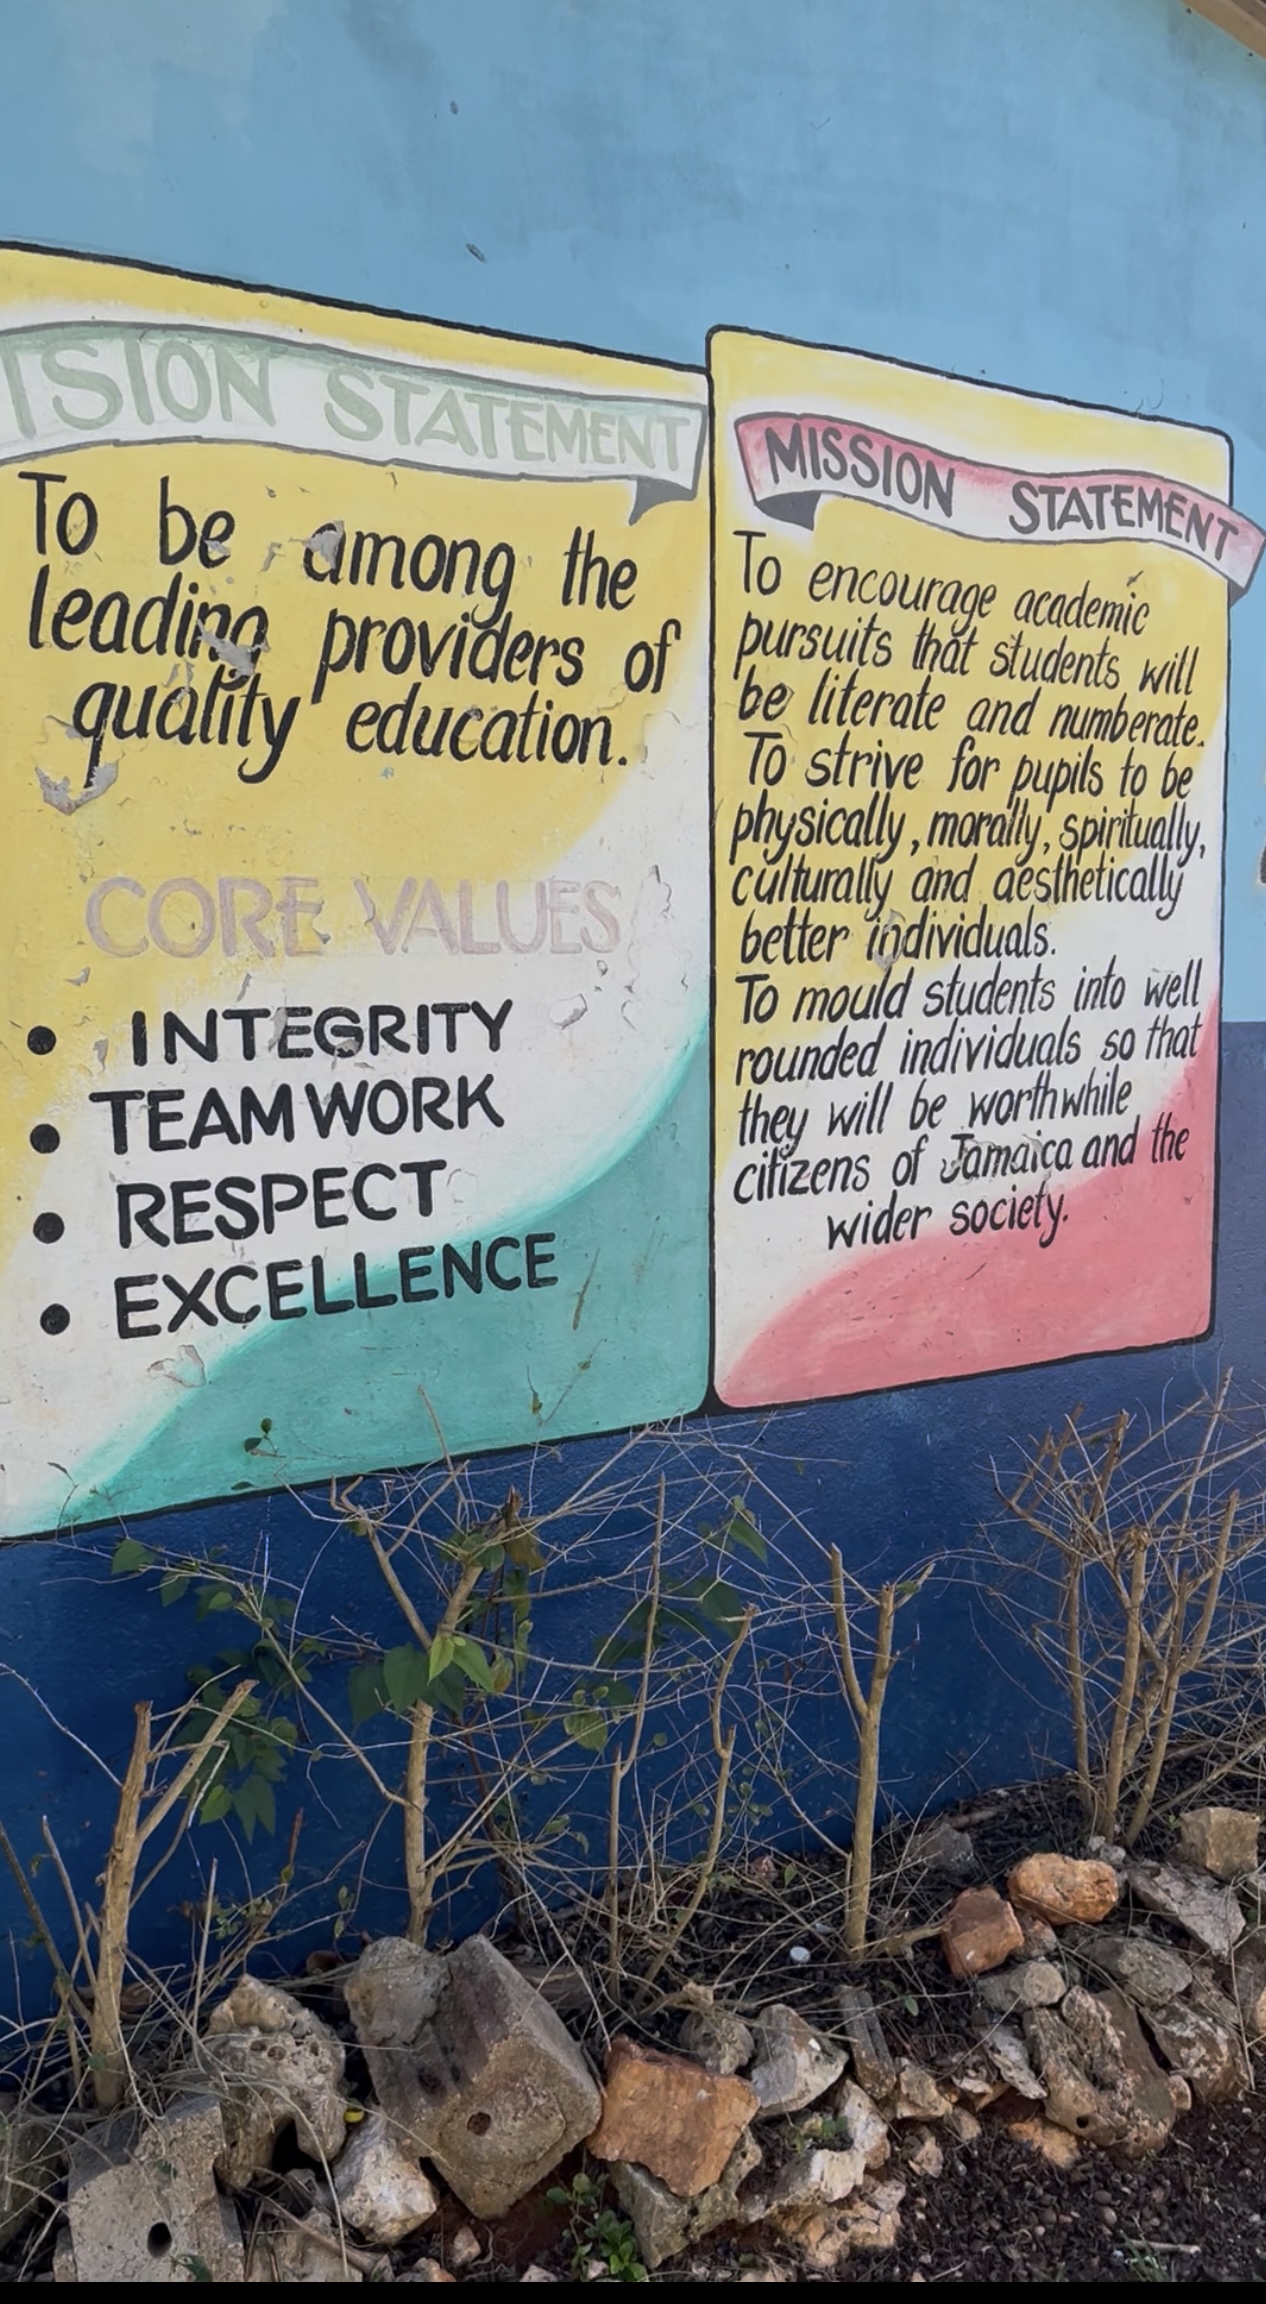 ISION STATEMENT
To be among the
leading providers of
quality education.
CORE VALUES
• INTEGRITY
• TEAMWORK
• RESPECT
• EXCELLENCE
MISSION STATEMENT
To encourage academic
pursuits that students will
be literate and numberate.
To strive for pupils to be
physically, morally, spiritually,
culturally and aesthetically
better individuals.
To mould students into well
rounded individuals so that
they will be worthwhile
citizens of Jamaica and the
wider society.